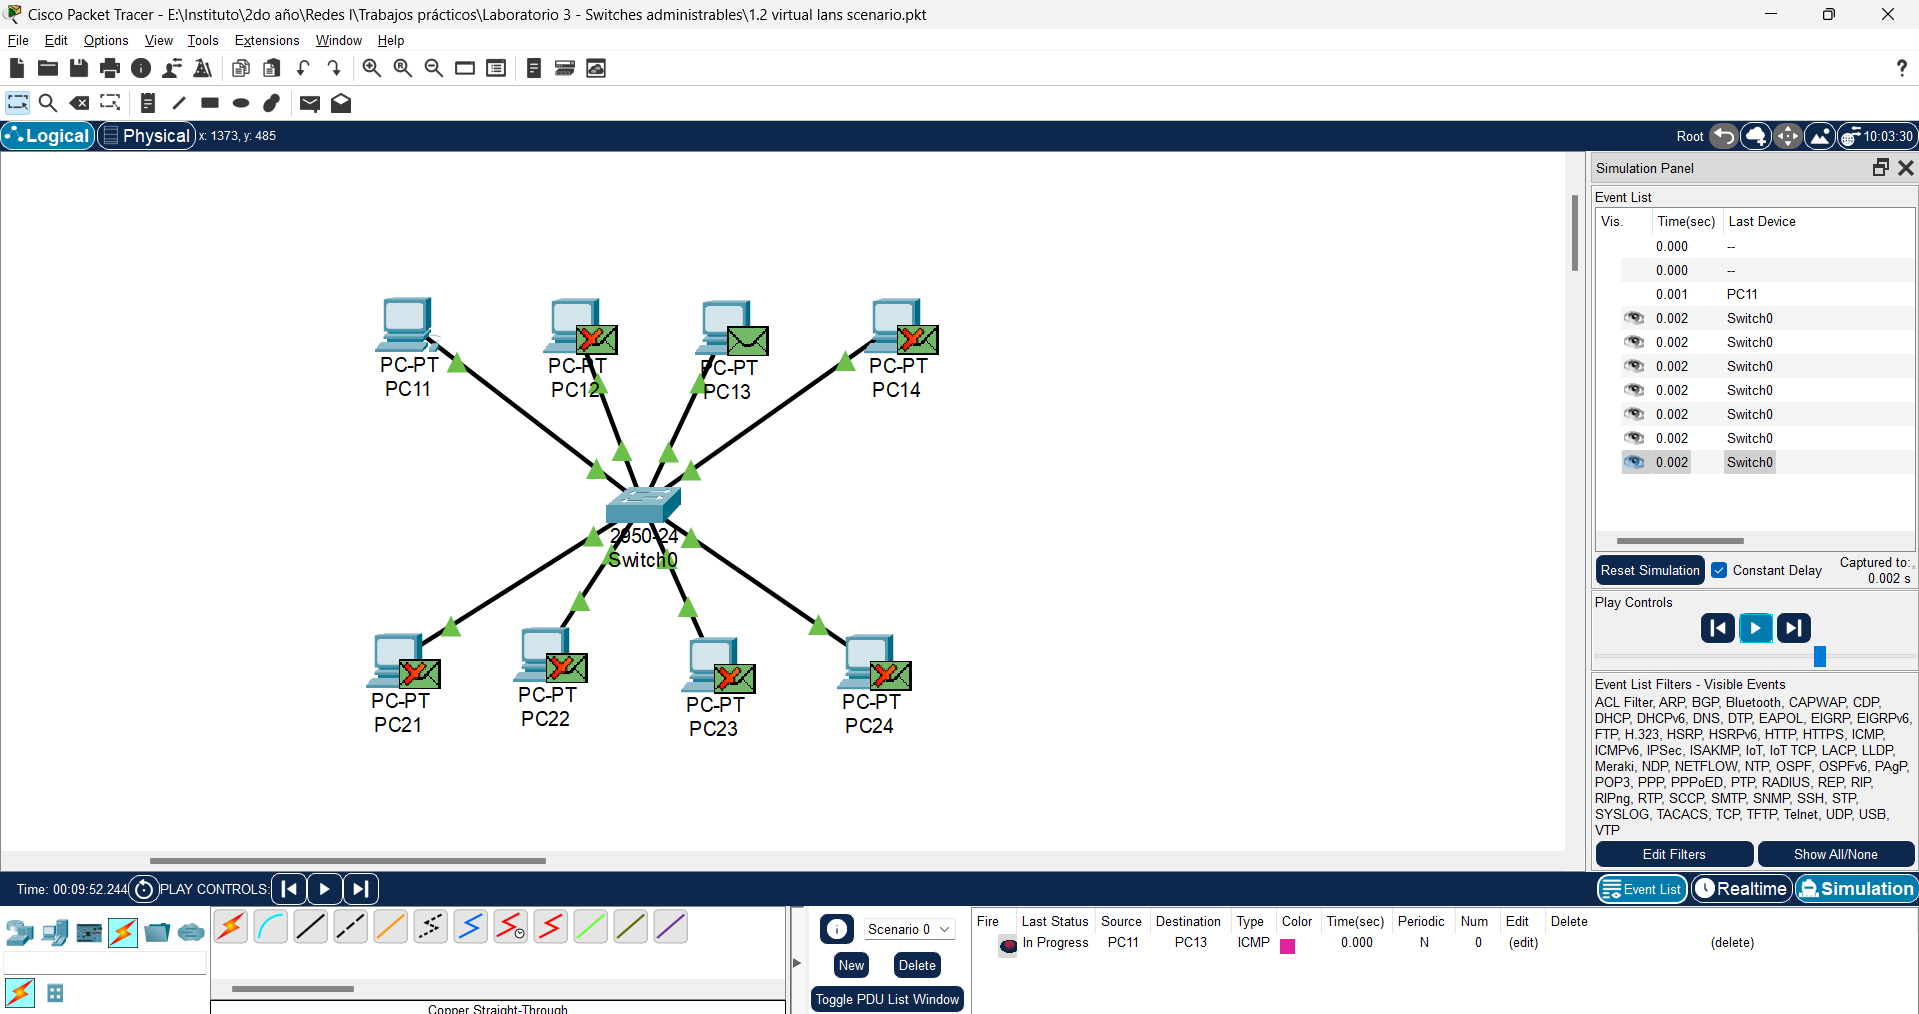 Cisco Packet Tracer - E:\Instituto\2do año\Redes I\Trabajos prácticos\Laboratorio 3 - Switches administrables\1.2 virtual lans scenario.pkt
File Edit Options View Tools Extensions Window Help
Logical Physical x: 1373, y: 485 Root 10:03:30
Simulation Panel
Event List
Vis. Time(sec) Last Device
0.000 --
0.000 --
0.001 PC11
0.002 Switch0
0.002 Switch0
0.002 Switch0
0.002 Switch0
0.002 Switch0
0.002 Switch0
0.002 Switch0
PC-PT
PC11
PC-PT
PC12
PC-PT
PC13
PC-PT
PC14
2950-24
Switch0
PC-PT
PC21
PC-PT
PC22
PC-PT
PC23
PC-PT
PC24
Reset Simulation Constant Delay Captured to:
0.002 s
Play Controls
Event List Filters - Visible Events
ACL Filter, ARP, BGP, Bluetooth, CAPWAP, CDP,
DHCP, DHCPv6, DNS, DTP, EAPOL, EIGRP, EIGRPv6,
FTP, H.323, HSRP, HSRPv6, HTTP, HTTPS, ICMP,
ICMPv6, IPSec, ISAKMP, IoT, IoT TCP, LACP, LLDP,
Meraki, NDP, NETFLOW, NTP, OSPF, OSPFv6, PAgP,
POP3, PPP, PPPoED, PTP, RADIUS, REP, RIP,
RIPng, RTP, SCCP, SMTP, SNMP, SSH, STP,
SYSLOG, TACACS, TCP, TFTP, Telnet, UDP, USB,
VTP
Edit Filters Show All/None
Time: 00:09:52.244 PLAY CONTROLS: Event List Realtime Simulation
Scenario 0
New Delete
Toggle PDU List Window
Fire Last Status Source Destination Type Color Time(sec) Periodic Num Edit Delete
In Progress PC11 PC13 ICMP 0.000 N 0 (edit) (delete)
Copper Straight-Through